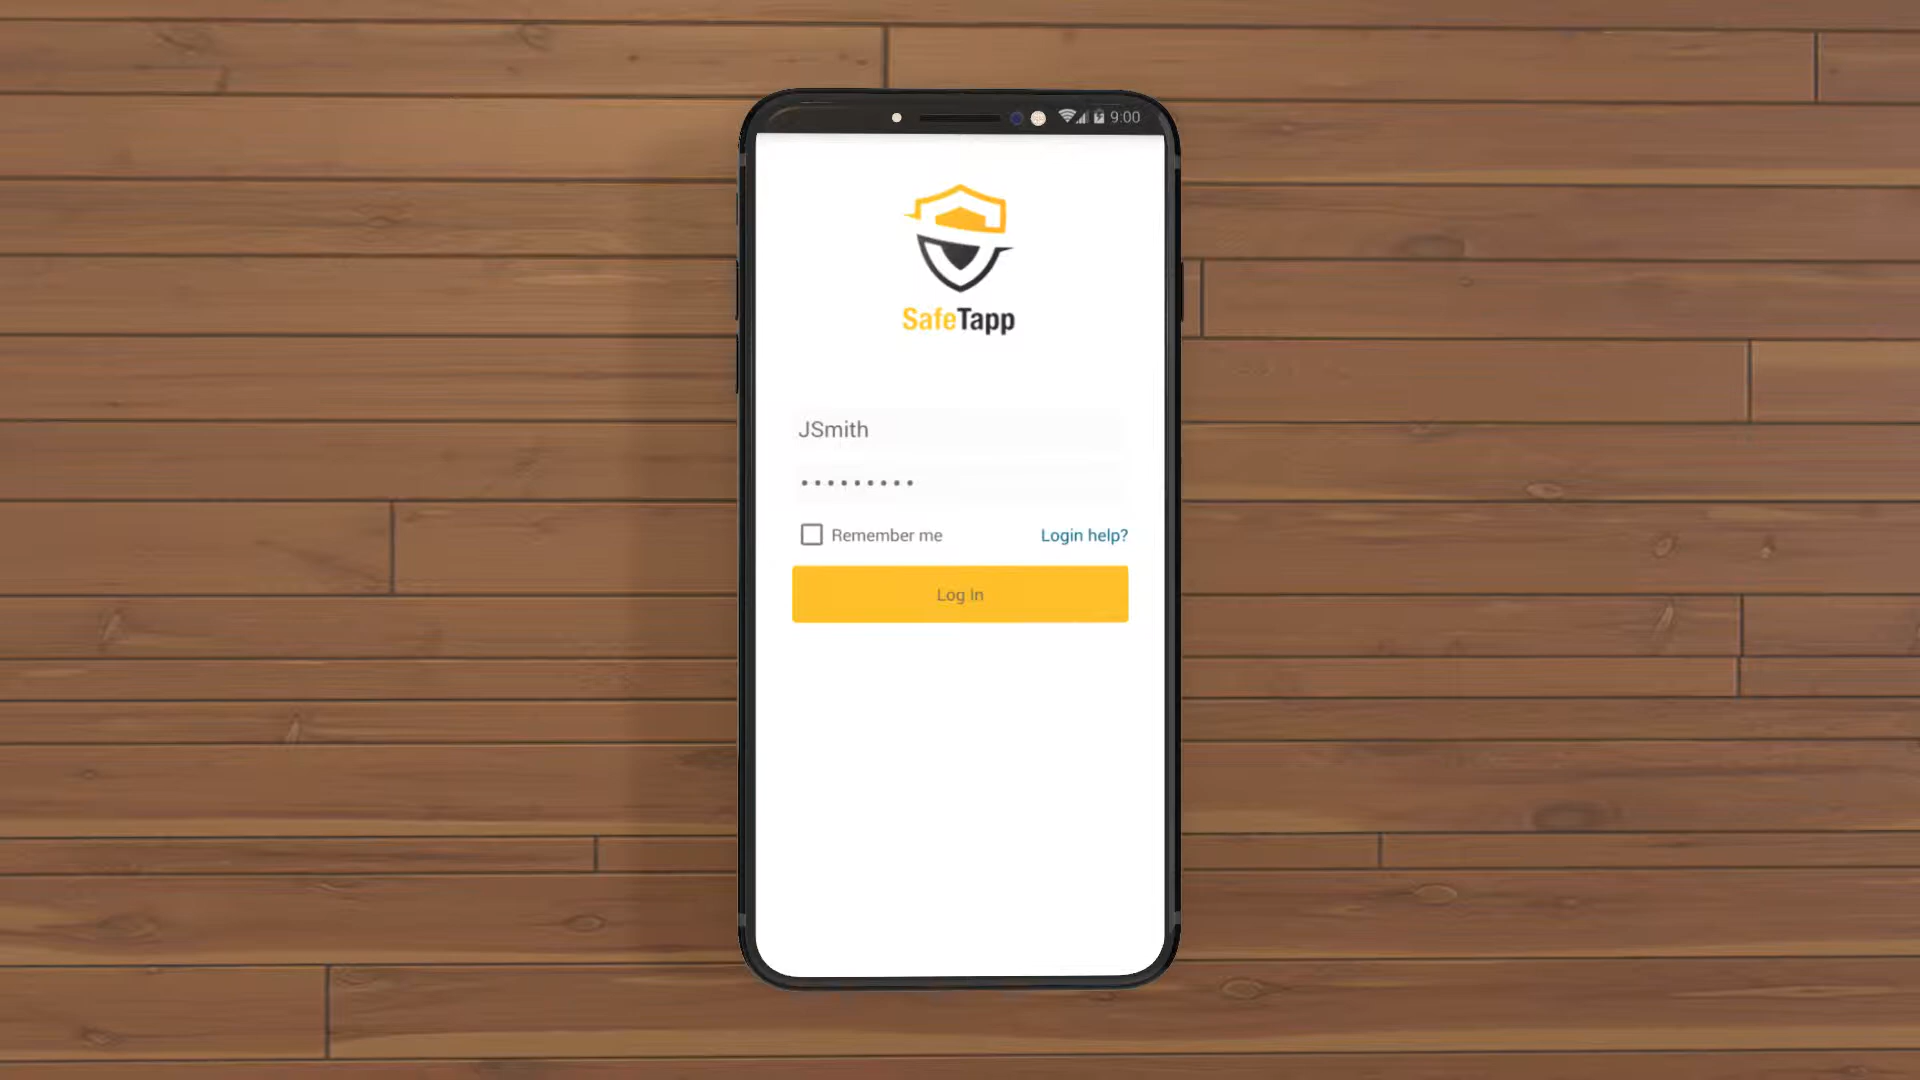 9:00
SafeTapp
JSmith
•••••••••
Remember me
Login help?
Log In